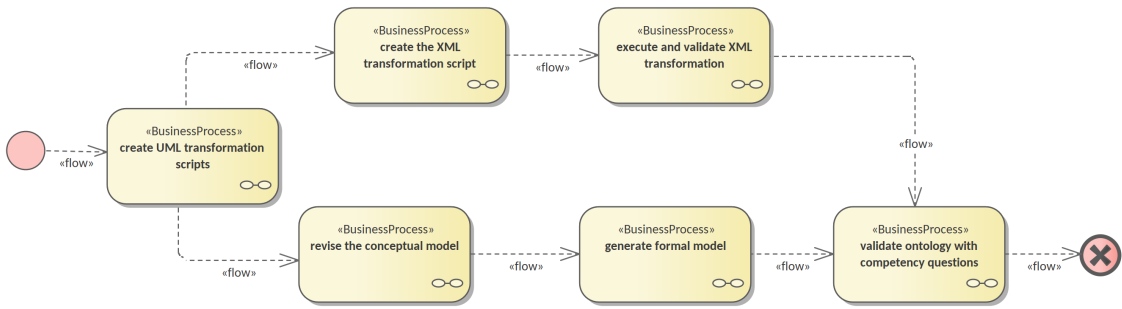 «BusinessProcess»
create the XML
transformation script
«BusinessProcess»
execute and validate XML
transformation
«flow»
«flow»
«BusinessProcess»
create UML transformation
scripts
«flow»
«flow»
«BusinessProcess»
revise the conceptual model
«BusinessProcess»
generate formal model
«BusinessProcess»
validate ontology with
competency questions
«flow»
«flow»
«flow»
«flow»